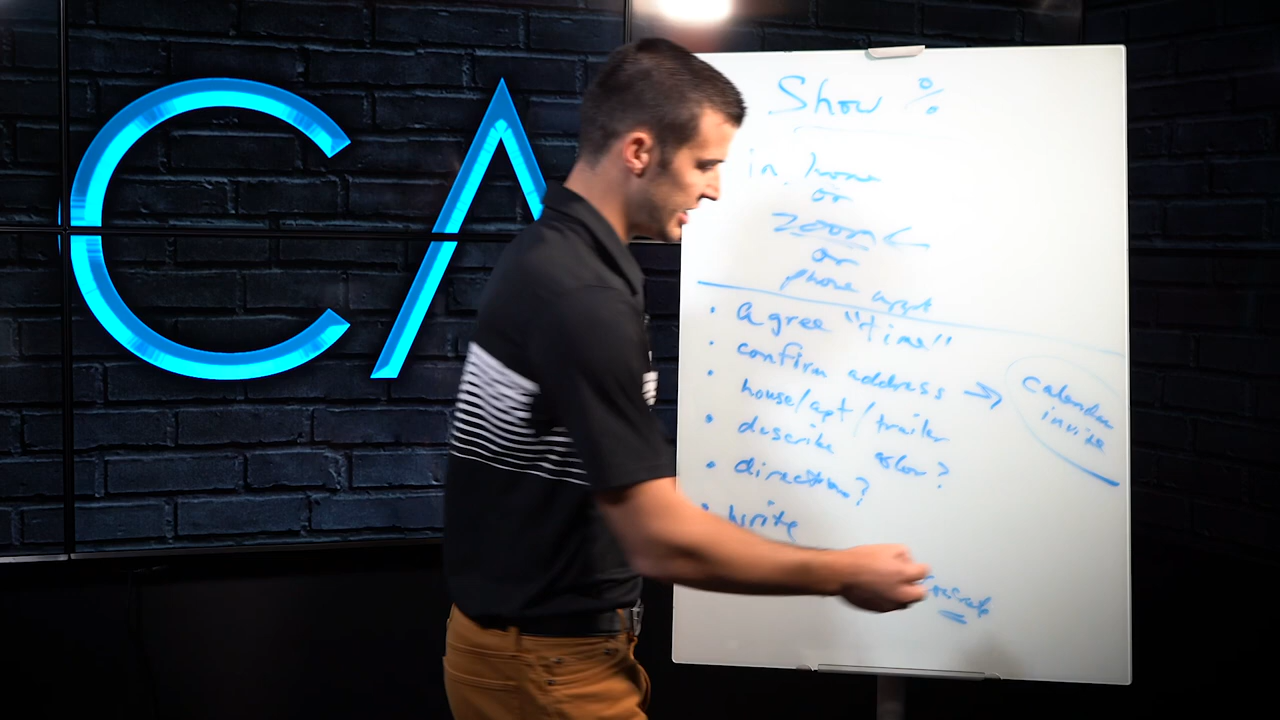 CA
Show %
in home
or
zoom
or
phone appt
• agree "time"
• confirm address → calendar
invite
• house/apt/trailer
• describe color?
• direction?
• write